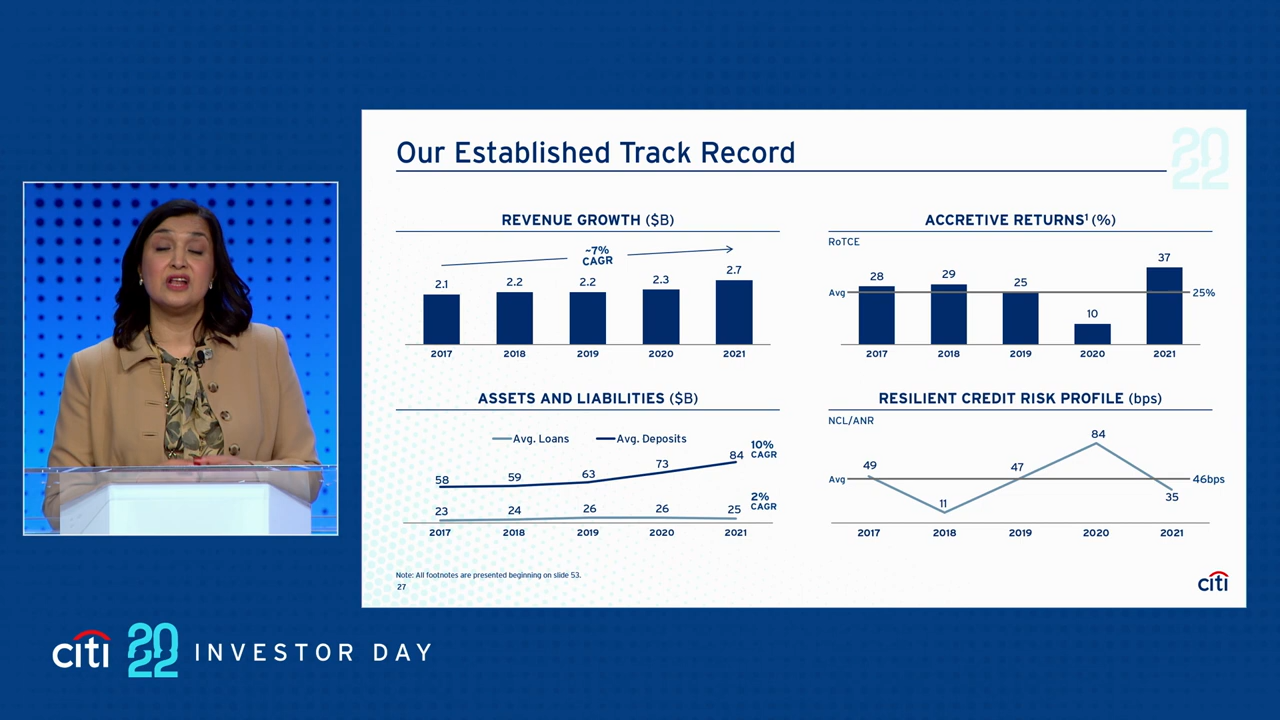 Our Established Track Record
2022
REVENUE GROWTH ($B)
~7%
CAGR
2.1 2.2 2.2 2.3 2.7
2017 2018 2019 2020 2021
ACCRETIVE RETURNS¹ (%)
RoTCE
28 29 25 10 37
Avg 25%
2017 2018 2019 2020 2021
ASSETS AND LIABILITIES ($B)
Avg. Loans Avg. Deposits
58 59 63 73 84
10%
CAGR
23 24 26 26 25
2%
CAGR
2017 2018 2019 2020 2021
RESILIENT CREDIT RISK PROFILE (bps)
NCL/ANR
49 11 47 84 35
Avg 46bps
2017 2018 2019 2020 2021
Note: All footnotes are presented beginning on slide 53.
27
citi
citi 2022 INVESTOR DAY